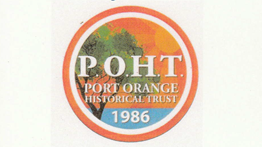 P.O.H.T.
PORT ORANGE
HISTORICAL TRUST
1986